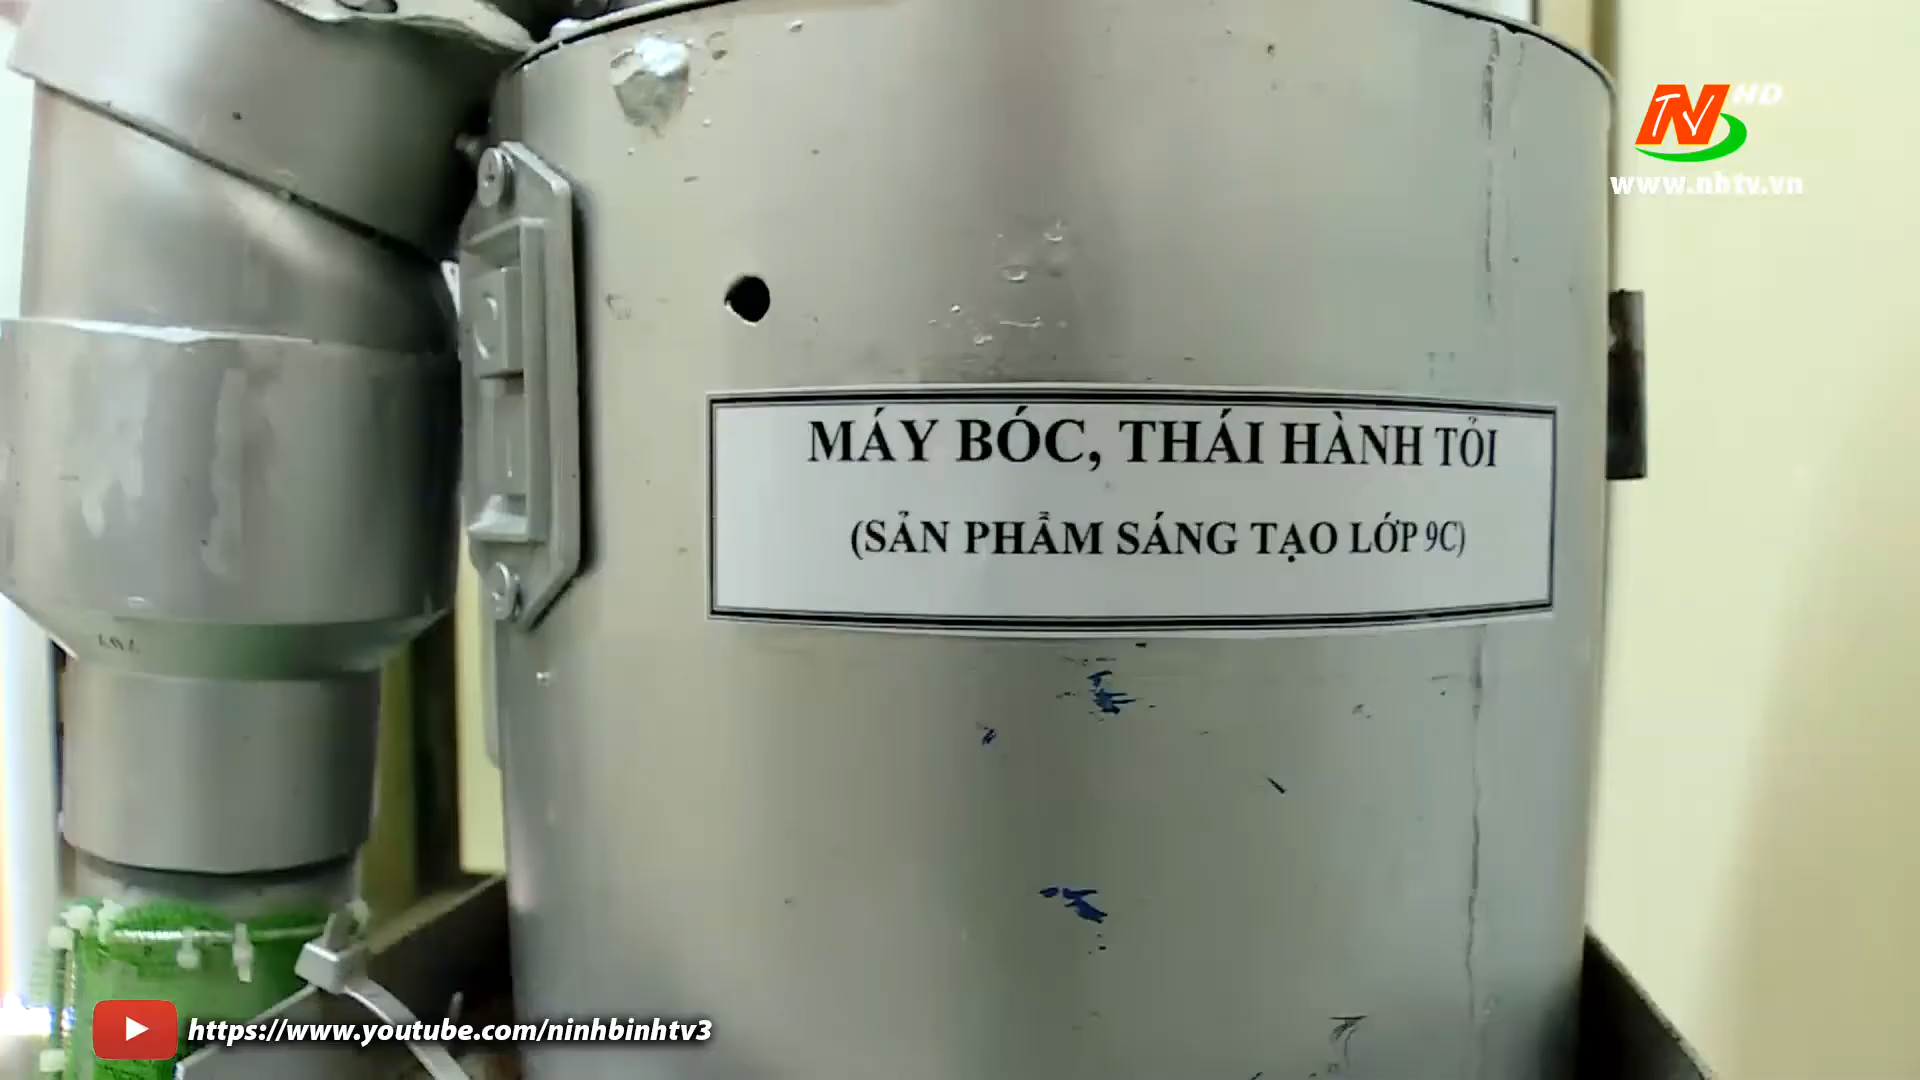 NTV HD
www.nbtv.vn
MÁY BÓC, THÁI HÀNH TỎI
(SẢN PHẨM SÁNG TẠO LỚP 9C)
https://www.youtube.com/ninhbinhtv3